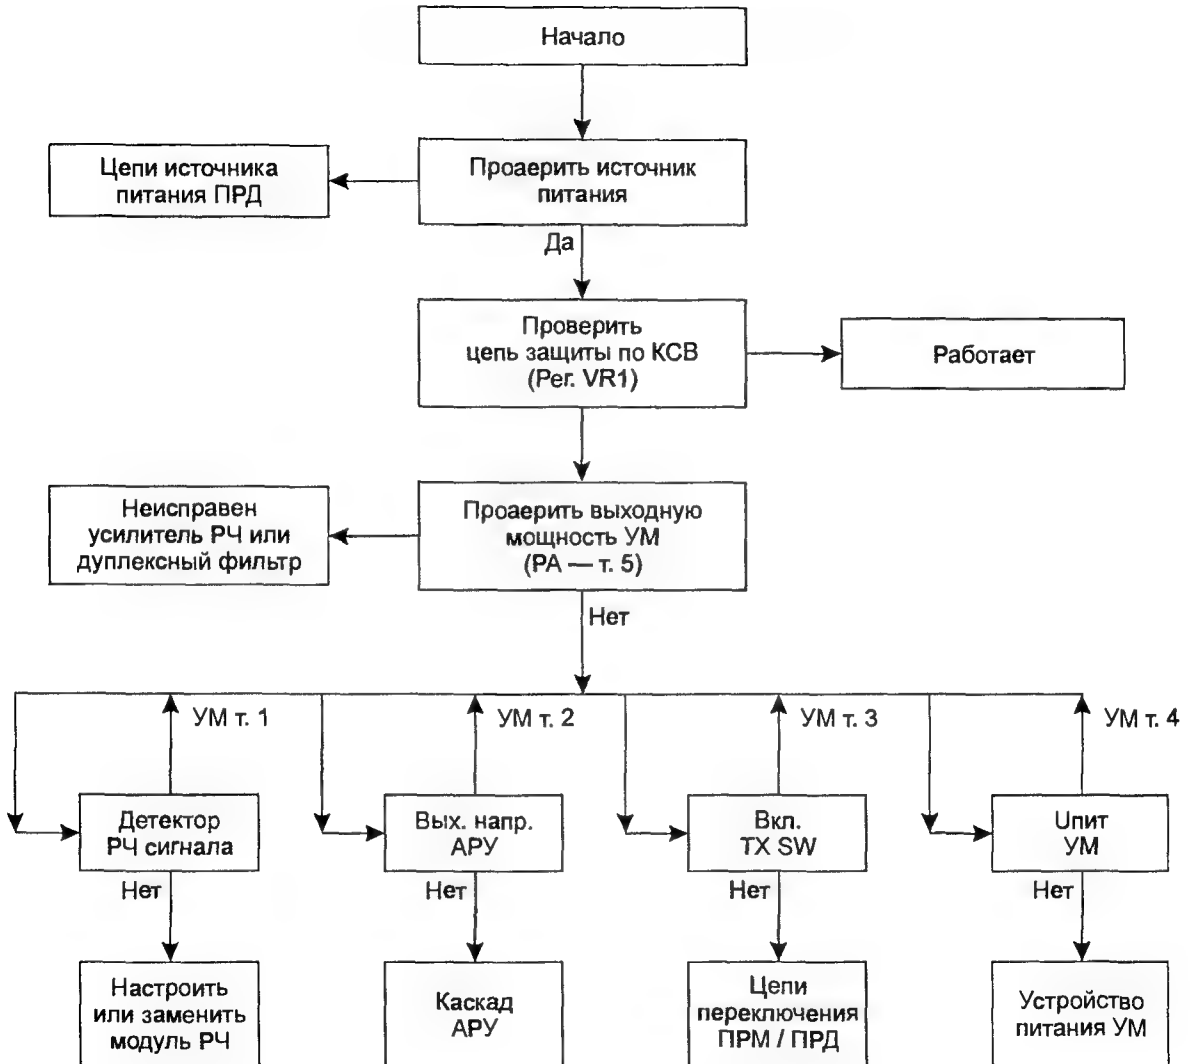 Начало
Цепи источника
питания ПРД
Проаерить источник
питания
Да
Проверить
цепь защиты по КСВ
(Рег. VR1)
Работает
Неисправен
усилитель РЧ или
дуплексный фильтр
Проаерить выходную
мощность УМ
(РА — т. 5)
Нет
УМ т. 1
УМ т. 2
УМ т. 3
УМ т. 4
Детектор
РЧ сигнала
Вых. напр.
АРУ
Вкл.
TX SW
Uпит
УМ
Нет
Нет
Нет
Нет
Настроить
или заменить
модуль РЧ
Каскад
АРУ
Цепи
переключения
ПРМ / ПРД
Устройство
питания УМ